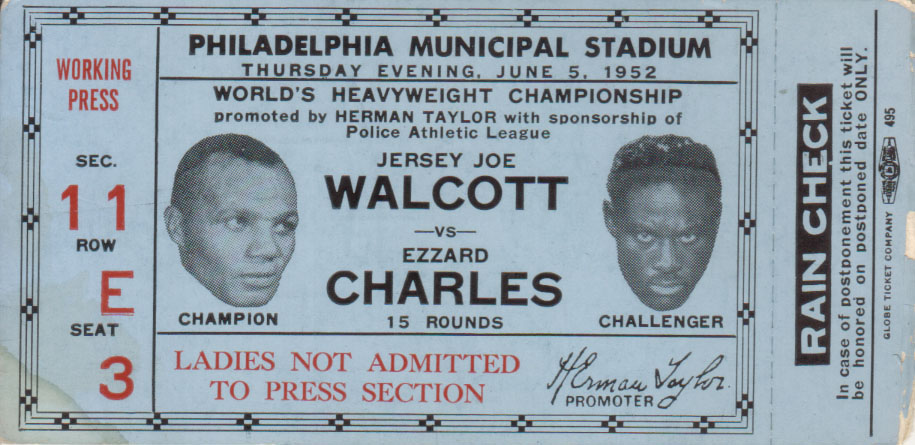 WORKING
PRESS
SEC.
11
ROW
E
SEAT
3
PHILADELPHIA MUNICIPAL STADIUM
THURSDAY EVENING, JUNE 5, 1952
WORLD'S HEAVYWEIGHT CHAMPIONSHIP
promoted by HERMAN TAYLOR with sponsorship of
Police Athletic League
JERSEY JOE
WALCOTT
—VS—
EZZARD
CHARLES
15 ROUNDS
CHAMPION
CHALLENGER
LADIES NOT ADMITTED
TO PRESS SECTION
Herman Taylor.
PROMOTER
RAIN CHECK
In case of postponement this ticket will
be honored on postponed date ONLY.
GLOBE TICKET COMPANY
495